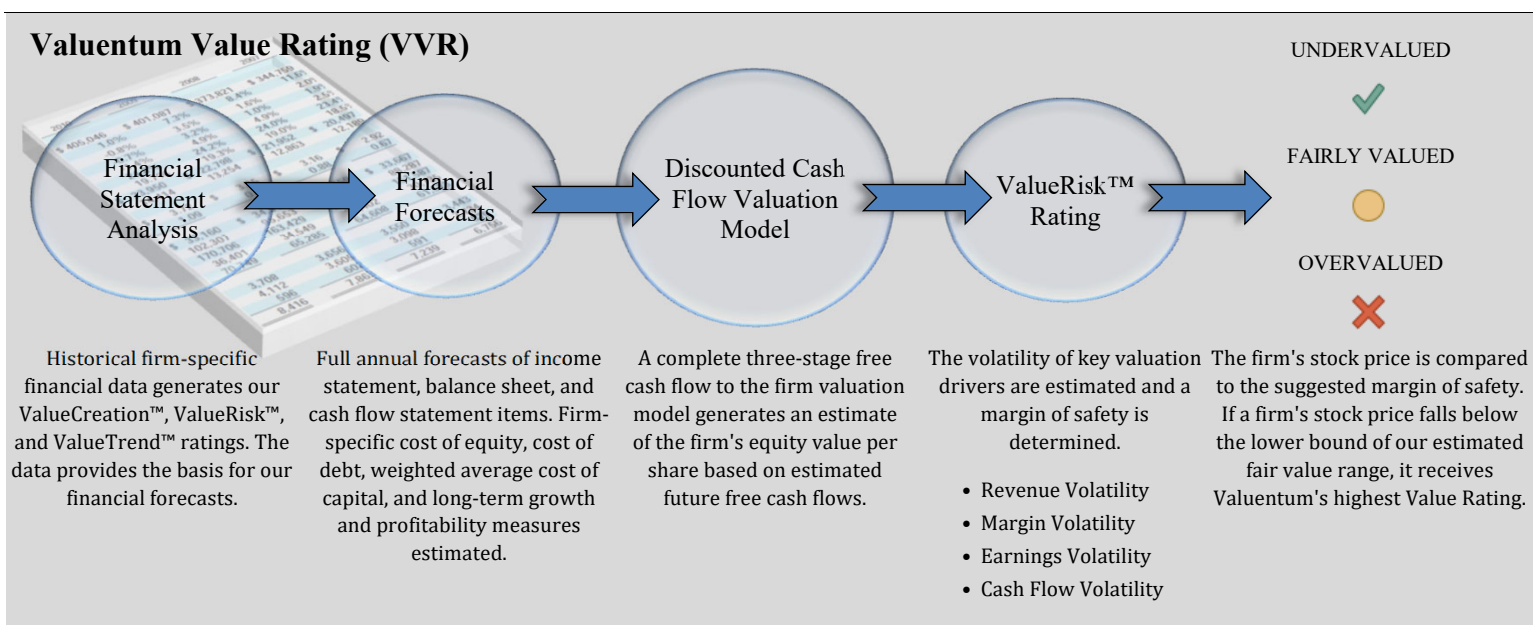 Valuentum Value Rating (VVR)
UNDERVALUED
FAIRLY VALUED
OVERVALUED
Financial
Statement
Analysis
Financial
Forecasts
Discounted Cash
Flow Valuation
Model
ValueRisk™
Rating
Historical firm-specific
financial data generates our
ValueCreation™, ValueRisk™,
and ValueTrend™ ratings. The
data provides the basis for our
financial forecasts.
Full annual forecasts of income
statement, balance sheet, and
cash flow statement items. Firm-
specific cost of equity, cost of
debt, weighted average cost of
capital, and long-term growth
and profitability measures
estimated.
A complete three-stage free
cash flow to the firm valuation
model generates an estimate
of the firm's equity value per
share based on estimated
future free cash flows.
The volatility of key valuation
drivers are estimated and a
margin of safety is
determined.
• Revenue Volatility
• Margin Volatility
• Earnings Volatility
• Cash Flow Volatility
The firm's stock price is compared
to the suggested margin of safety.
If a firm's stock price falls below
the lower bound of our estimated
fair value range, it receives
Valuentum's highest Value Rating.